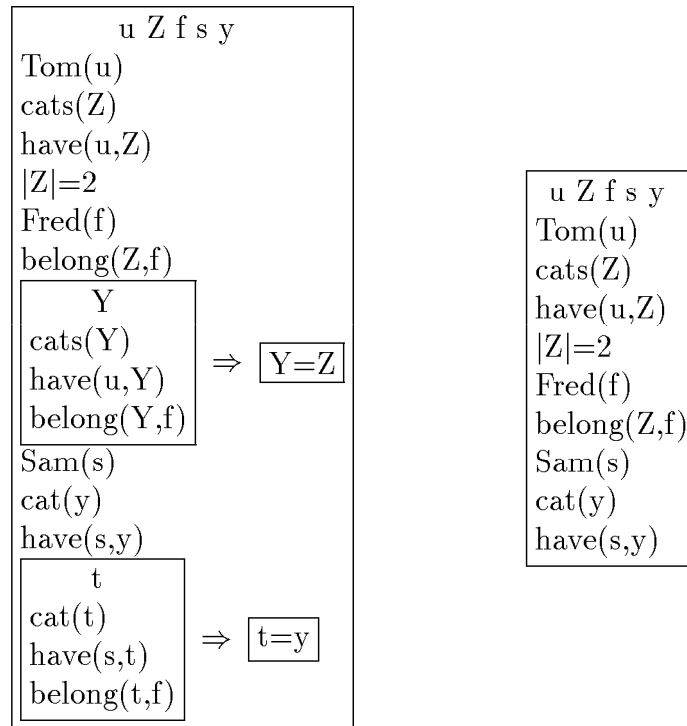 u Z f s y
Tom(u)
cats(Z)
have(u,Z)
|Z|=2
Fred(f)
belong(Z,f)
Y
cats(Y)
have(u,Y)
belong(Y,f)
⇒ Y=Z
Sam(s)
cat(y)
have(s,y)
t
cat(t)
have(s,t)
belong(t,f)
⇒ t=y
u Z f s y
Tom(u)
cats(Z)
have(u,Z)
|Z|=2
Fred(f)
belong(Z,f)
Sam(s)
cat(y)
have(s,y)